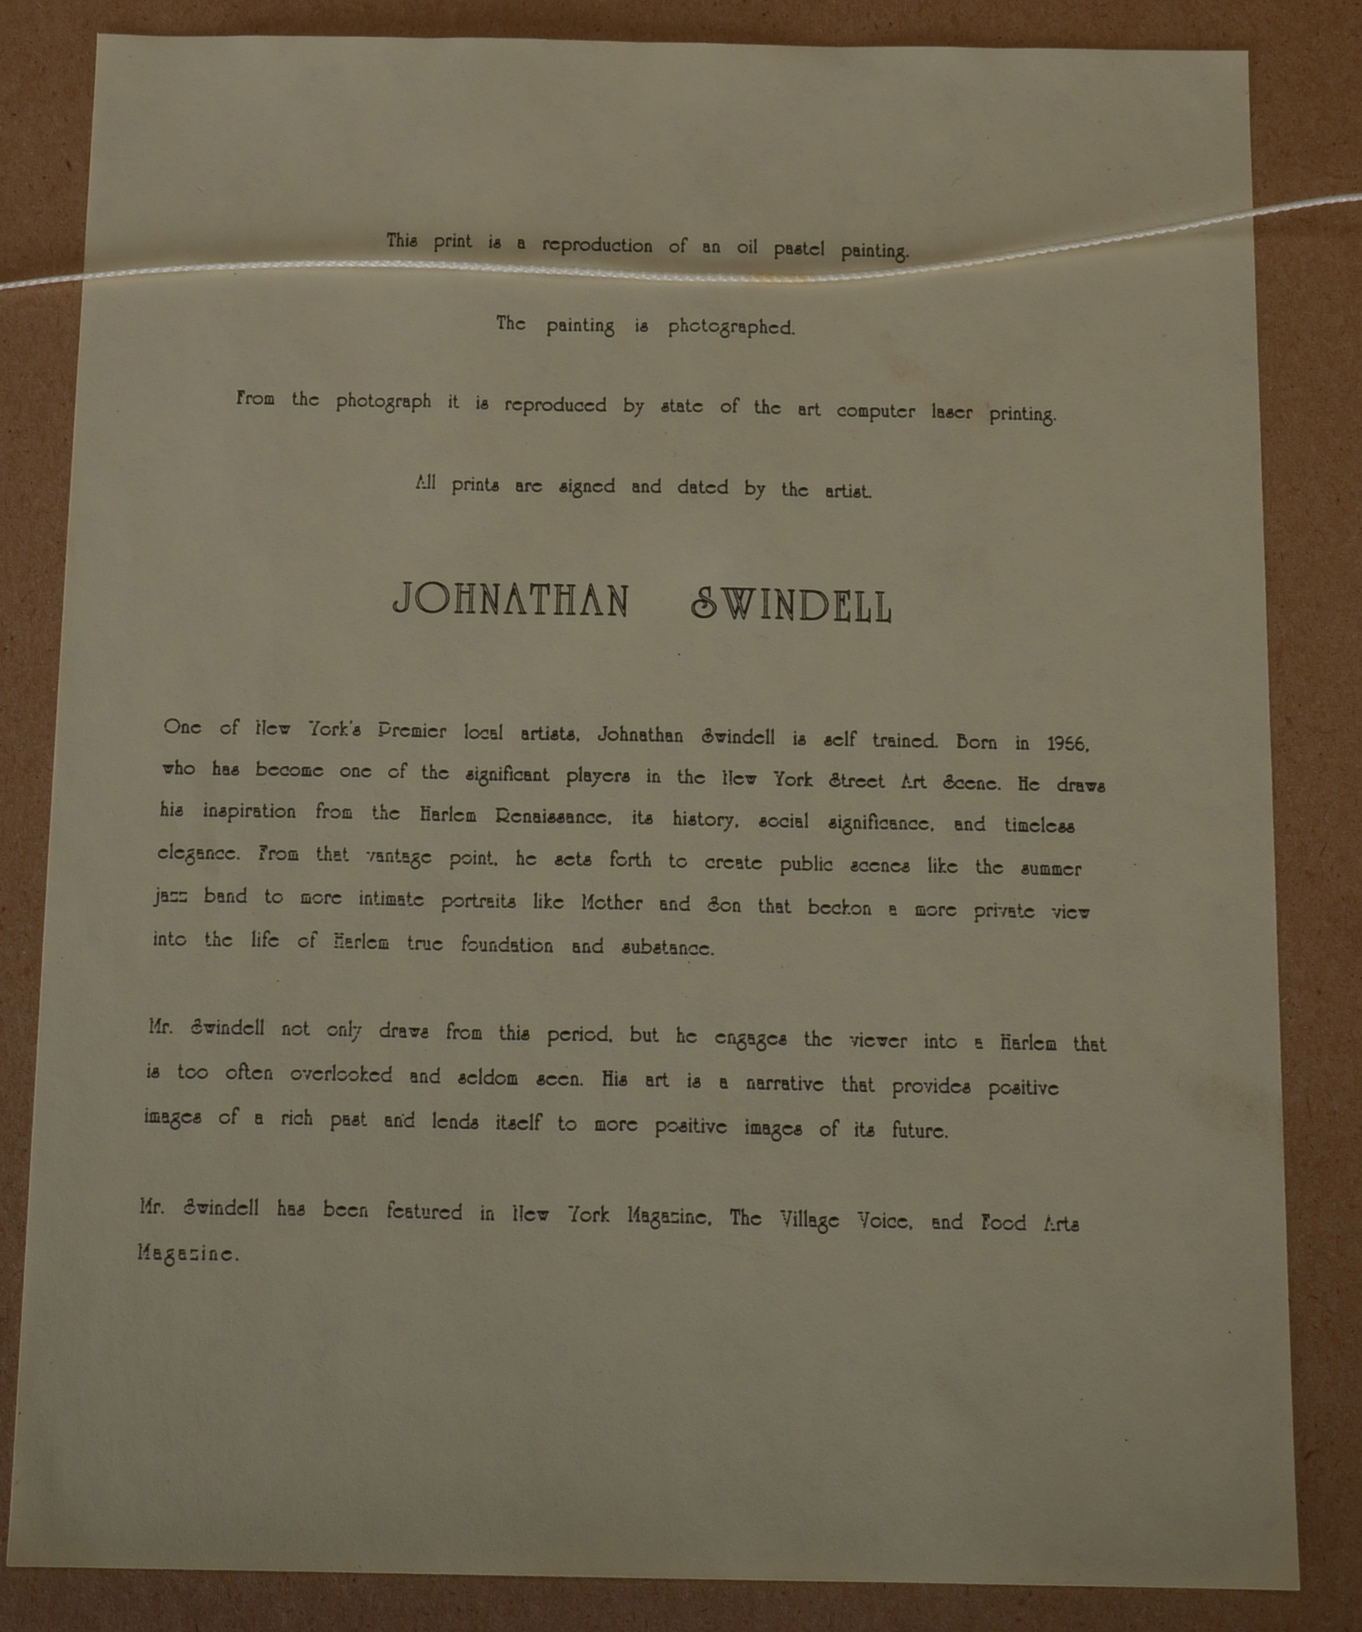 This print is a reproduction of an oil pastel painting.
The painting is photographed.
From the photograph it is reproduced by state of the art computer laser printing.
All prints are signed and dated by the artist.
JOHNATHAN SWINDELL
One of New York's Premier local artists, Johnathan Swindell is self trained. Born in 1966,
who has become one of the significant players in the New York Street Art Scene. He draws
his inspiration from the Harlem Renaissance, its history, social significance, and timeless
elegance. From that vantage point, he sets forth to create public scenes like the summer
jazz band to more intimate portraits like Mother and Son that beckon a more private view
into the life of Harlem true foundation and substance.
Mr. Swindell not only draws from this period, but he engages the viewer into a Harlem that
is too often overlooked and seldom seen. His art is a narrative that provides positive
images of a rich past and lends itself to more positive images of its future.
Mr. Swindell has been featured in New York Magazine, The Village Voice, and Food Arts
Magazine.